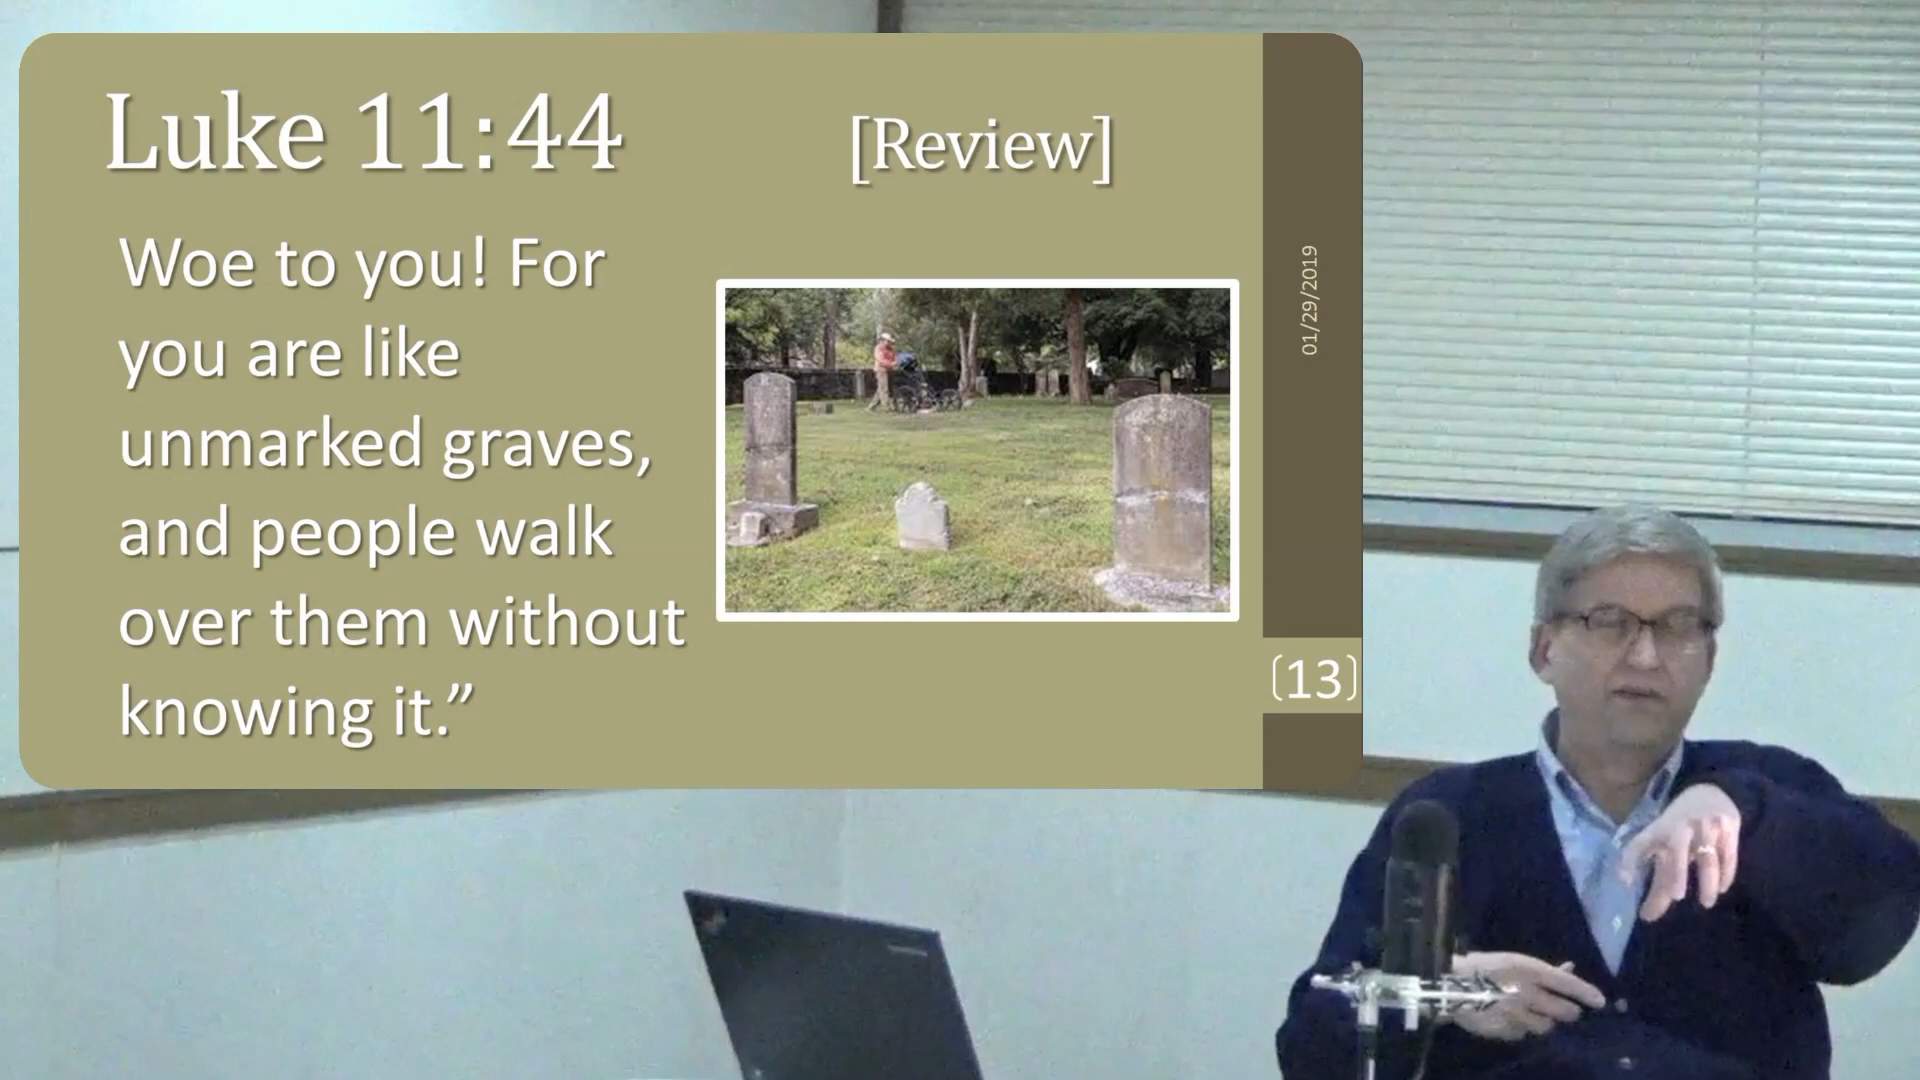 Luke 11:44
[Review]
Woe to you! For
you are like
unmarked graves,
and people walk
over them without
knowing it.”
01/29/2019
(13)